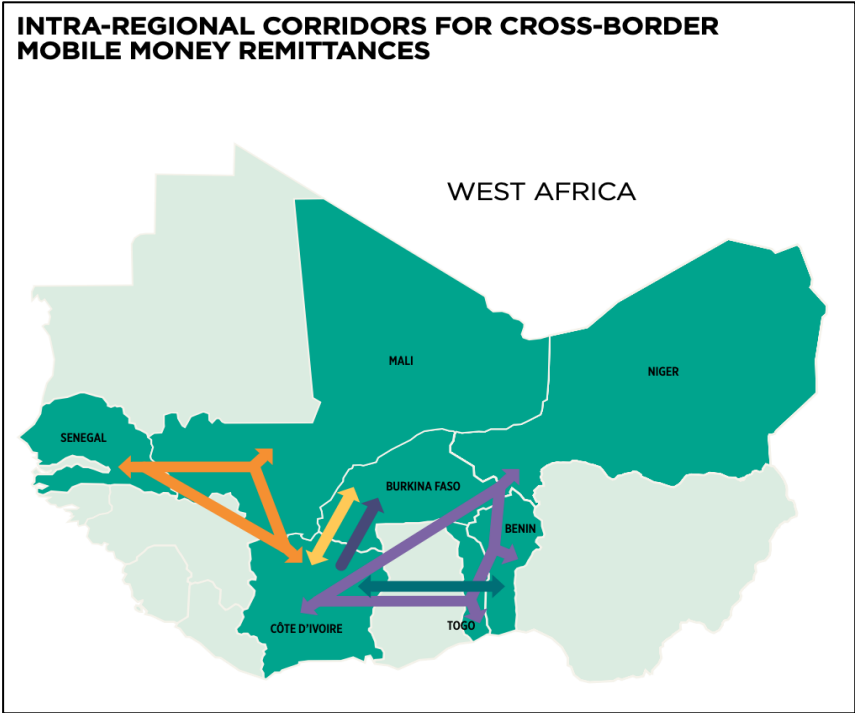 INTRA-REGIONAL CORRIDORS FOR CROSS-BORDER
MOBILE MONEY REMITTANCES
WEST AFRICA
MALI
NIGER
SENEGAL
BURKINA FASO
BENIN
CÔTE D'IVOIRE
TOGO